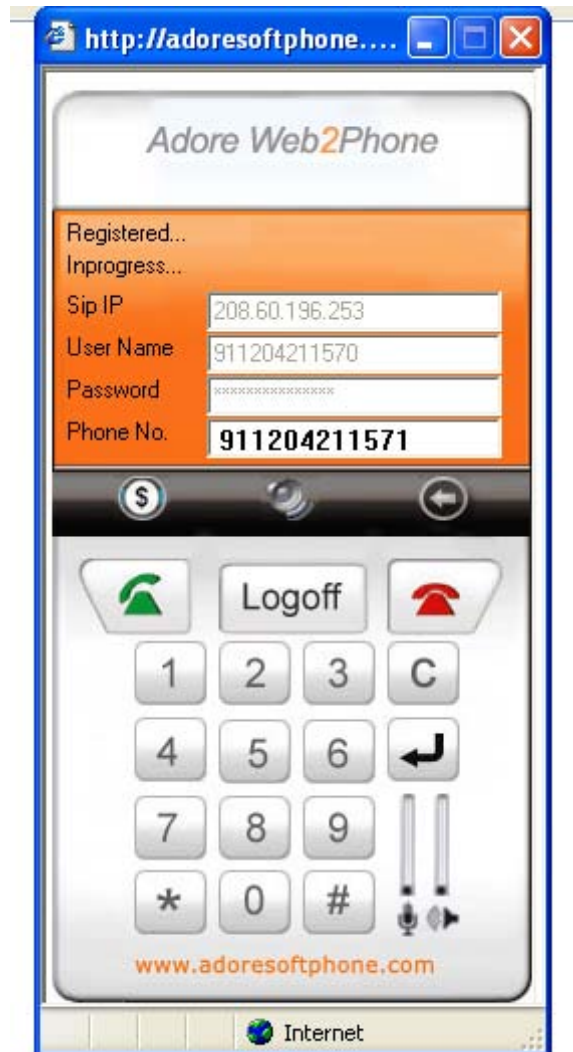 http://adoresoftphone....
Adore Web2Phone
Registered...
Inprogress...
Sip IP 208.60.196.253
User Name 911204211570
Password ×××××××××××××××
Phone No. 911204211571
$
Logoff
1 2 3 C
4 5 6
7 8 9
* 0 #
www.adoresoftphone.com
Internet